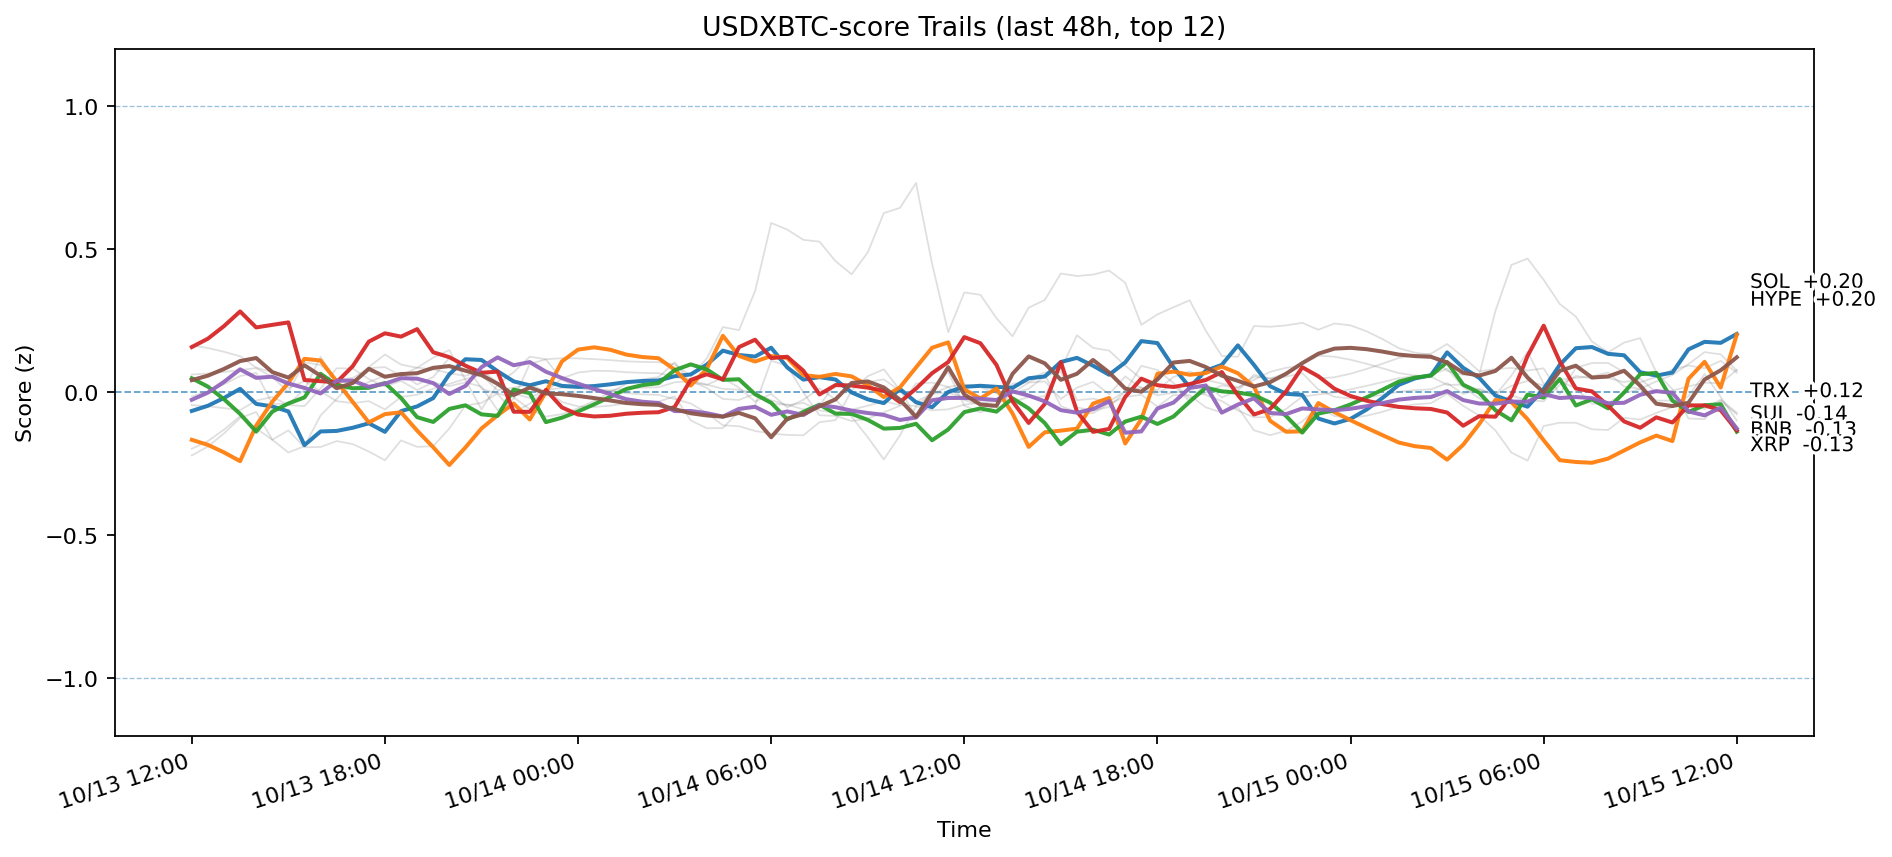 USDXBTC-score Trails (last 48h, top 12)
Score (z)
1.0
0.5
0.0
−0.5
−1.0
SOL +0.20
HYPE +0.20
TRX +0.12
SUI -0.14
BNB -0.13
XRP -0.13
10/13 12:00
10/13 18:00
10/14 00:00
10/14 06:00
10/14 12:00
10/14 18:00
10/15 00:00
10/15 06:00
10/15 12:00
Time